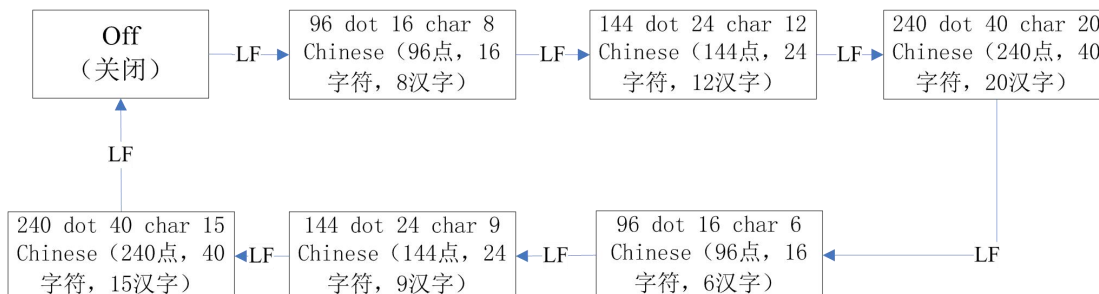 Off
（关闭）
LF
96 dot 16 char 8
Chinese（96点，16
字符，8汉字）
LF
144 dot 24 char 12
Chinese（144点，24
字符，12汉字）
LF
240 dot 40 char 20
Chinese（240点，40
字符，20汉字）
LF
96 dot 16 char 6
Chinese（96点，16
字符，6汉字）
LF
144 dot 24 char 9
Chinese（144点，24
字符，9汉字）
LF
240 dot 40 char 15
Chinese（240点，40
字符，15汉字）
LF